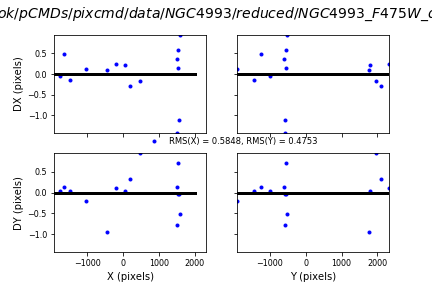 ok/pCMDs/pixcmd/data/NGC4993/reduced/NGC4993_F475W_
DX (pixels)
0.5
0.0
−0.5
−1.0
RMS(X) = 0.5848, RMS(Y) = 0.4753
DY (pixels)
0.5
0.0
−0.5
−1.0
−1000 0 1000 2000
−1000 0 1000 2000
X (pixels)
Y (pixels)